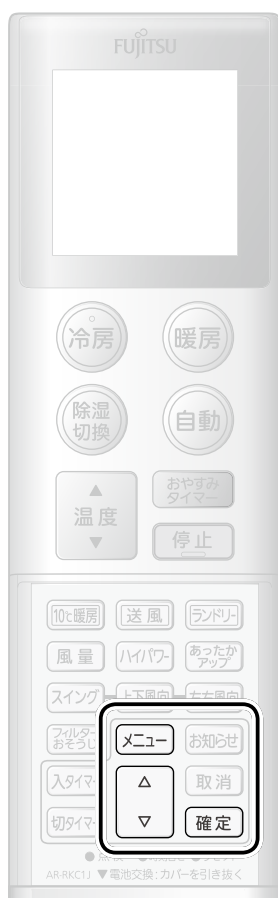 FUJITSU
冷房 暖房
除湿
切換
自動
▲
温度
▼
おやすみ
タイマー
停止
10℃暖房 送風 ランドリー
風量 ハイパワー あったか
アップ
スイング 上下風向 左右風向
フィルター
おそうじ
メニュー お知らせ
入タイマー △ 取消
切タイマー ▽ 確定
AR-RKC1J ▼電池交換:カバーを引き抜く